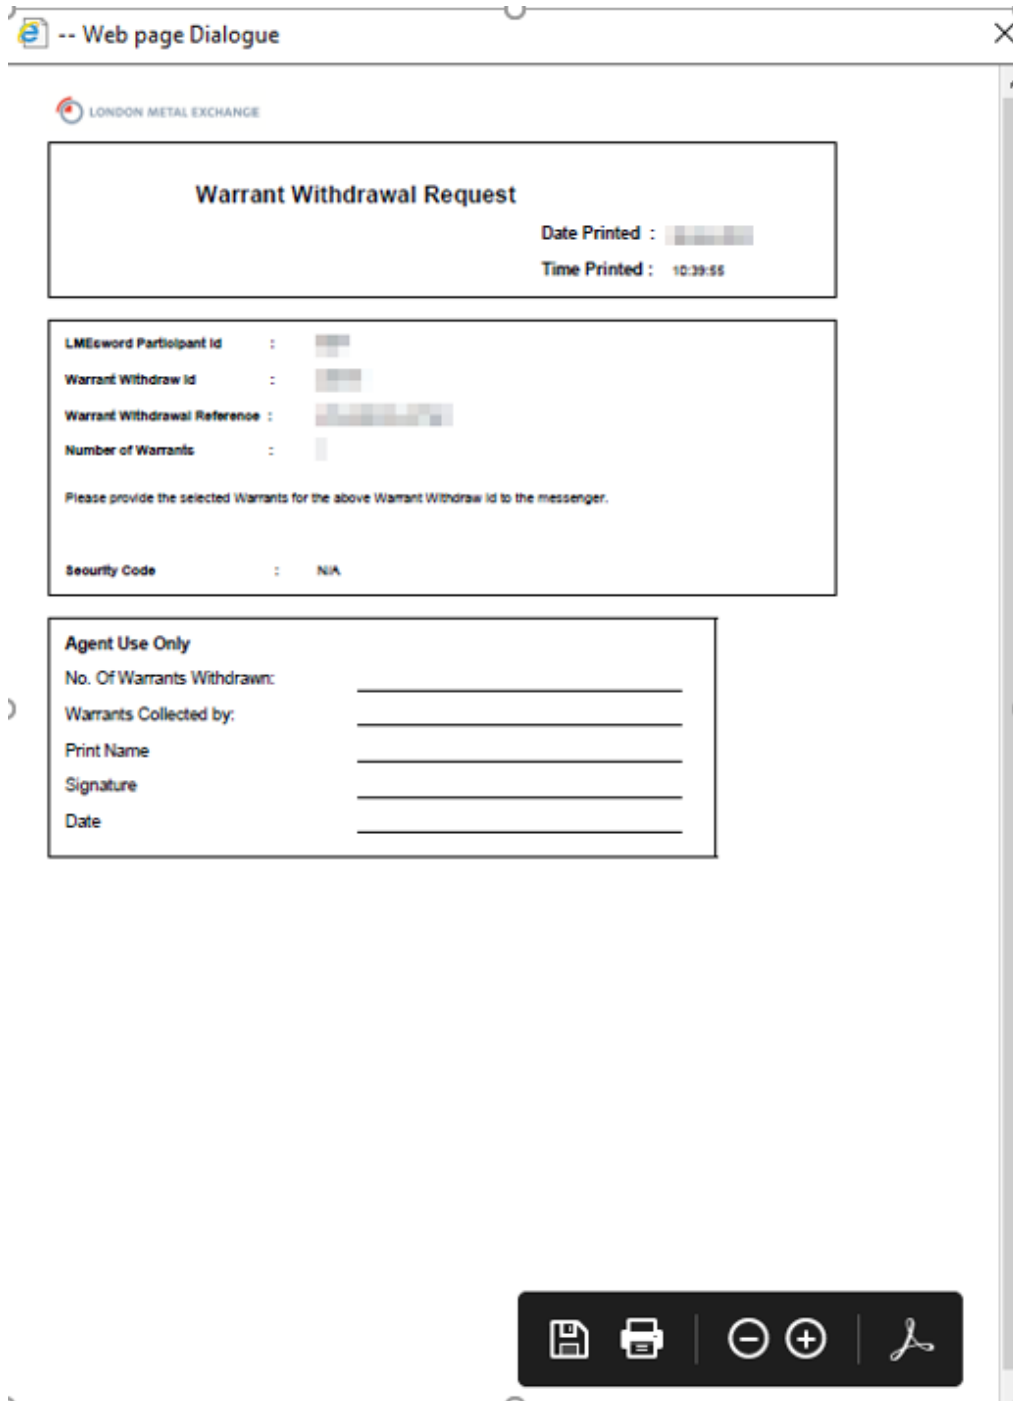 -- Web page Dialogue
LONDON METAL EXCHANGE
Warrant Withdrawal Request
Date Printed :
Time Printed : 10:39:55
LMEsword Participant Id :
Warrant Withdraw Id :
Warrant Withdrawal Reference :
Number of Warrants :
Please provide the selected Warrants for the above Warrant Withdraw Id to the messenger.
Security Code : N/A
Agent Use Only
No. Of Warrants Withdrawn:
Warrants Collected by:
Print Name
Signature
Date